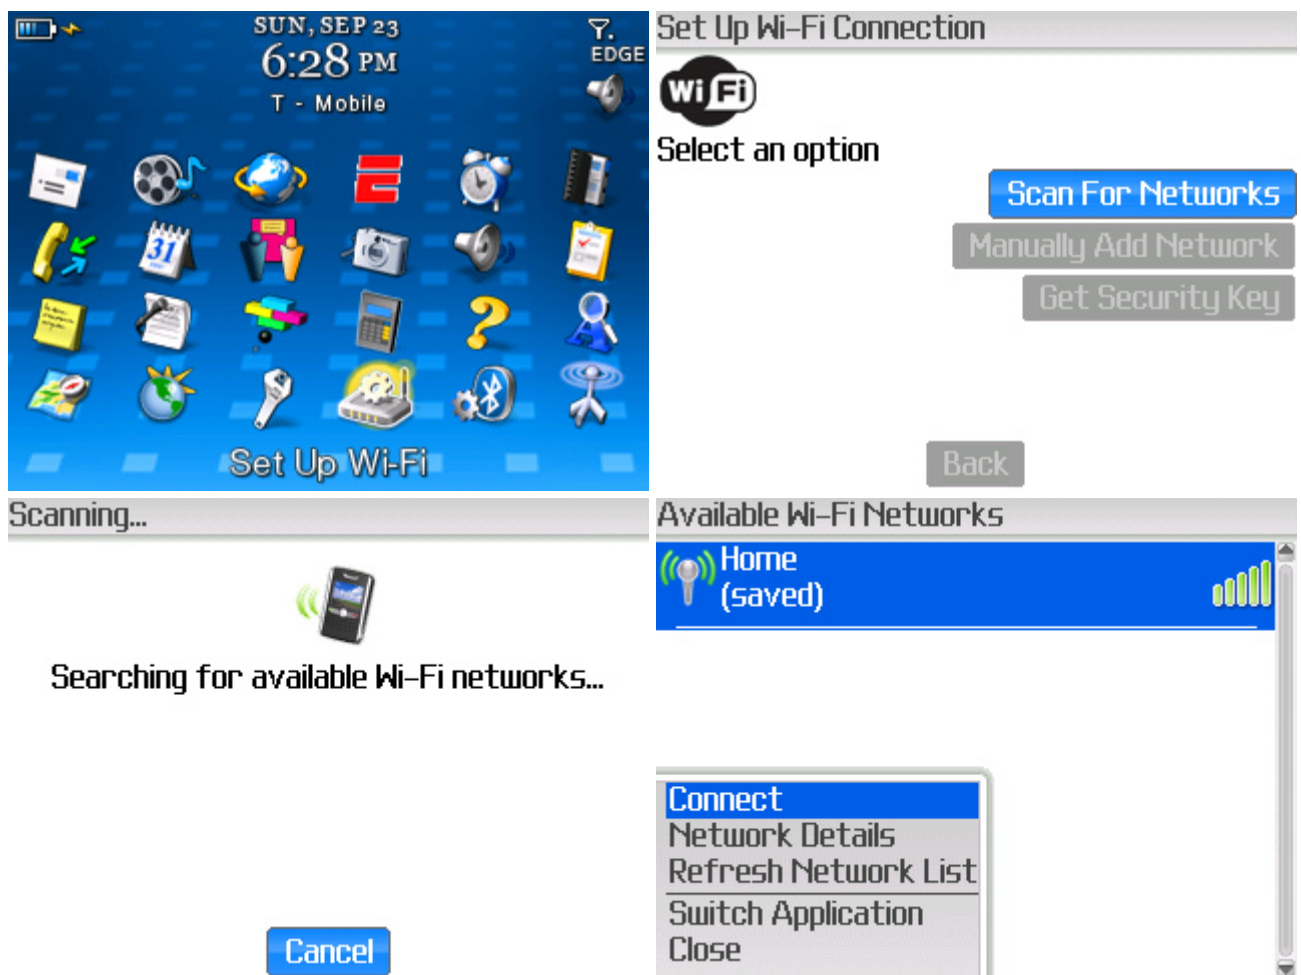 SUN, SEP 23
6:28 PM
T - Mobile
EDGE
31
Set Up Wi-Fi
Set Up Wi-Fi Connection
Wi Fi
Select an option
Scan For Networks
Manually Add Network
Get Security Key
Back
Scanning...
Searching for available Wi-Fi networks...
Cancel
Available Wi-Fi Networks
Home
(saved)
Connect
Network Details
Refresh Network List
Switch Application
Close